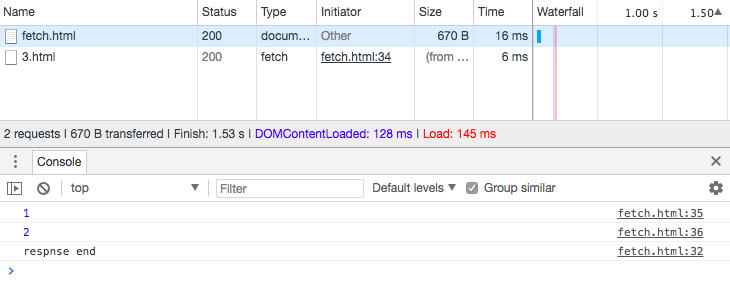 Name Status Type Initiator Size Time Waterfall 1.00 s 1.50
fetch.html 200 docum... Other 670 B 16 ms
3.html 200 fetch fetch.html:34 (from ... 6 ms
2 requests | 670 B transferred | Finish: 1.53 s | DOMContentLoaded: 128 ms | Load: 145 ms
Console
top Filter Default levels Group similar
1 fetch.html:35
2 fetch.html:36
respnse end fetch.html:32